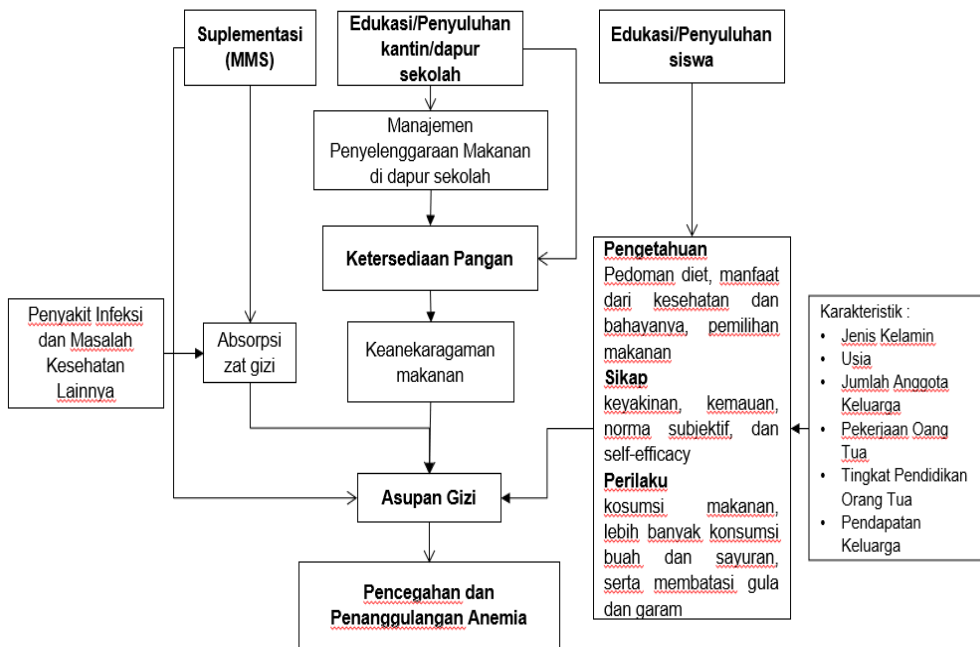 Suplementasi
(MMS)
Edukasi/Penyuluhan
kantin/dapur
sekolah
Edukasi/Penyuluhan
siswa
Manajemen
Penyelenggaraan Makanan
di dapur sekolah
Ketersediaan Pangan
Penyakit Infeksi
dan Masalah
Kesehatan
Lainnya
Absorpsi
zat gizi
Keanekaragaman
makanan
Pengetahuan
Pedoman diet, manfaat
dari kesehatan dan
bahayanya, pemilihan
makanan
Sikap
keyakinan, kemauan,
norma subjektif, dan
self-efficacy
Perilaku
kosumsi makanan,
lebih banyak konsumsi
buah dan sayuran,
serta membatasi gula
dan garam
Karakteristik :
• Jenis Kelamin
• Usia
• Jumlah Anggota
Keluarga
• Pekerjaan Oang
Tua
• Tingkat Pendidikan
Orang Tua
• Pendapatan
Keluarga
Asupan Gizi
Pencegahan dan
Penanggulangan Anemia